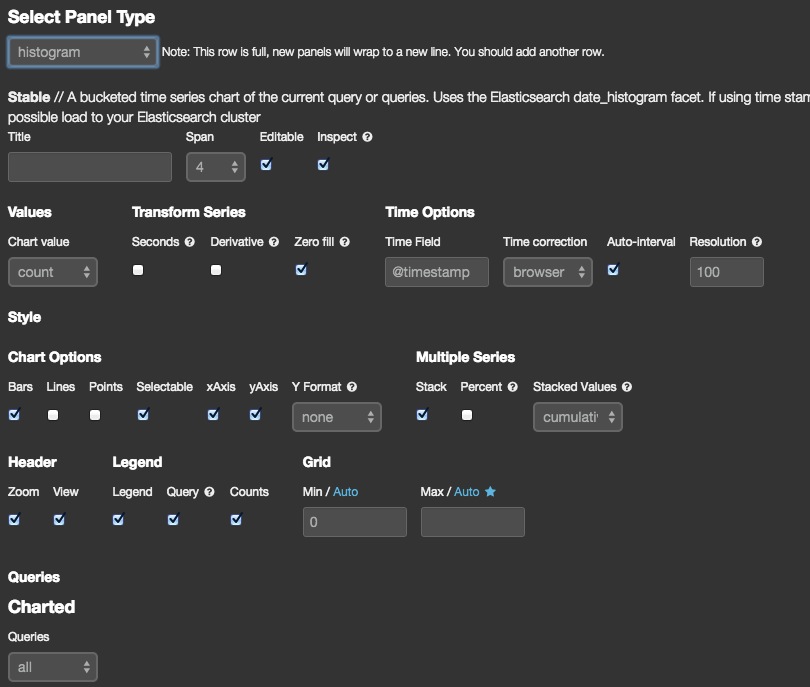 Select Panel Type
histogram Note: This row is full, new panels will wrap to a new line. You should add another row.
Stable // A bucketed time series chart of the current query or queries. Uses the Elasticsearch date_histogram facet. If using time stam
possible load to your Elasticsearch cluster
Title Span Editable Inspect
4
Values Transform Series Time Options
Chart value Seconds Derivative Zero fill Time Field Time correction Auto-interval Resolution
count @timestamp browser 100
Style
Chart Options Multiple Series
Bars Lines Points Selectable xAxis yAxis Y Format Stack Percent Stacked Values
none cumulativ
Header Legend Grid
Zoom View Legend Query Counts Min / Auto Max / Auto
0
Queries
Charted
Queries
all